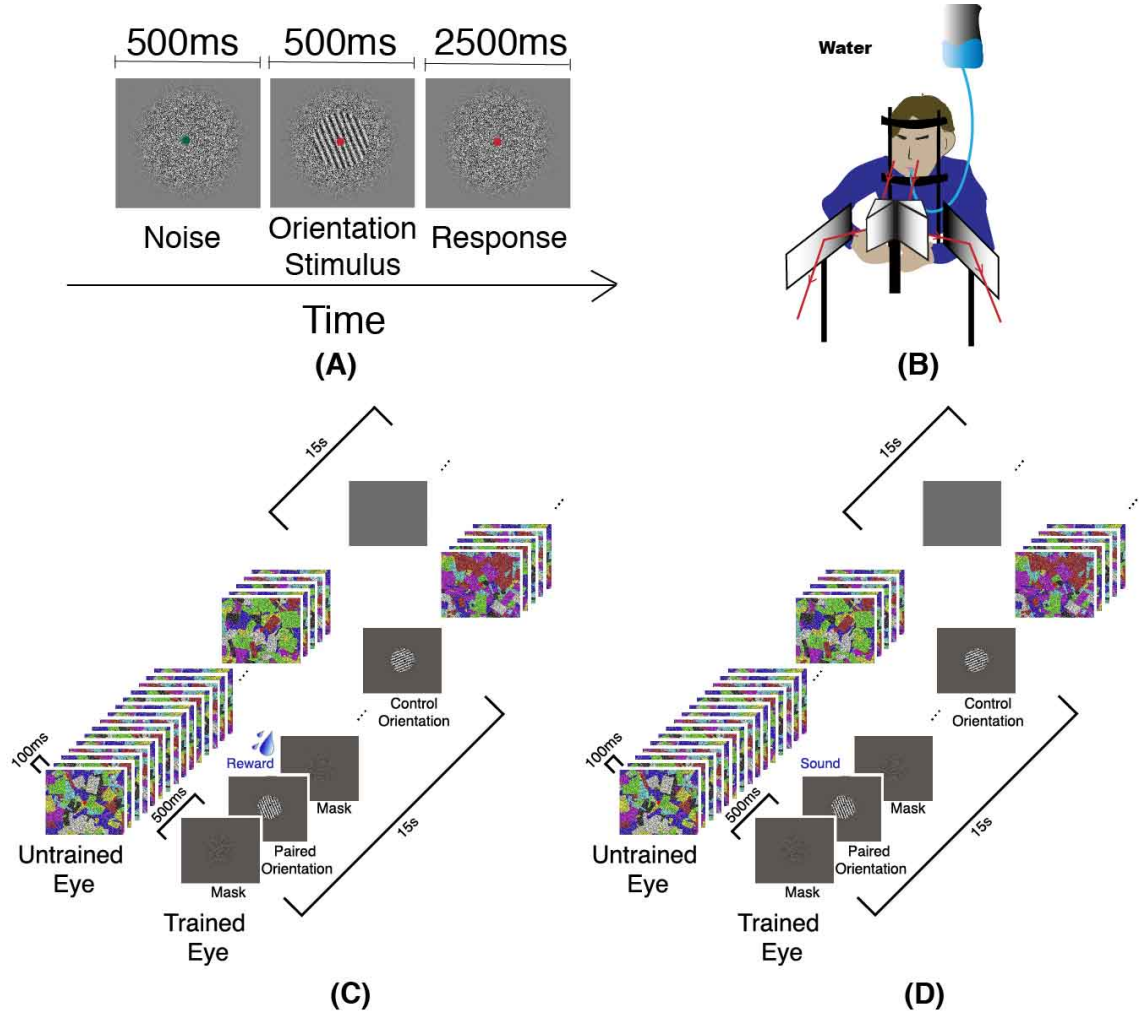 500ms 500ms 2500ms
Noise Orientation Stimulus Response
Time
(A)
Water
(B)
15s
...
...
...
100ms
...
Control
Orientation
Reward
Mask
500ms
15s
Paired
Orientation
Untrained
Eye
Mask
Trained
Eye
(C)
15s
...
...
...
100ms
...
Control
Orientation
Sound
Mask
500ms
15s
Paired
Orientation
Untrained
Eye
Mask
Trained
Eye
(D)